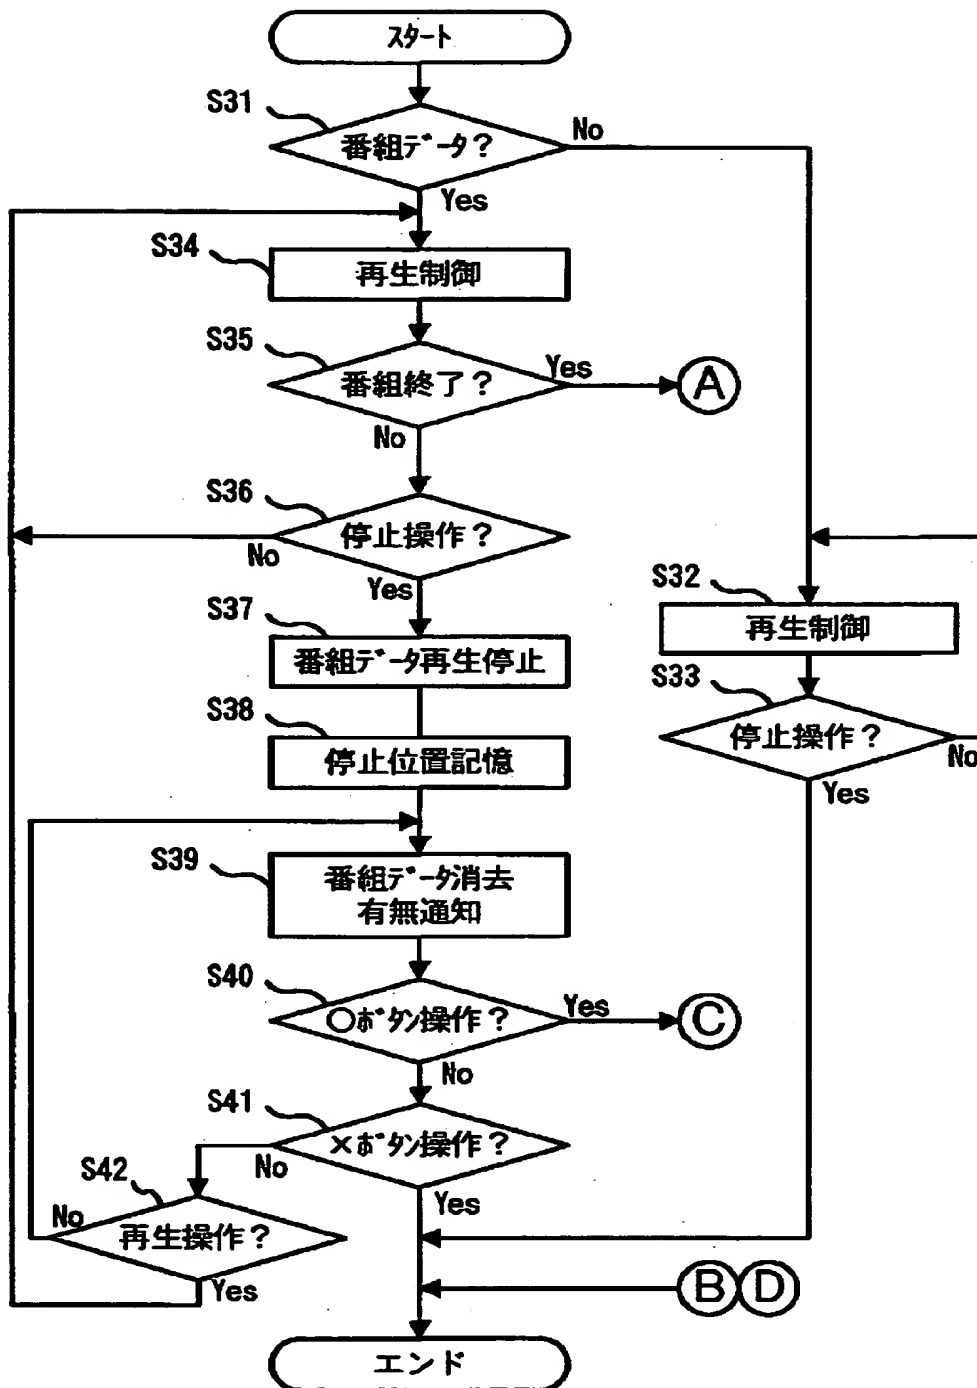 スタート
S31
番組データ?
No
Yes
S34
再生制御
S35
番組終了?
Yes
A
No
S36
停止操作?
No
Yes
S32
再生制御
S37
番組データ再生停止
S33
停止操作?
No
Yes
S38
停止位置記憶
S39
番組データ消去
有無通知
S40
○ボタン操作?
Yes
C
No
S41
×ボタン操作?
No
Yes
S42
再生操作?
No
Yes
B D
エンド